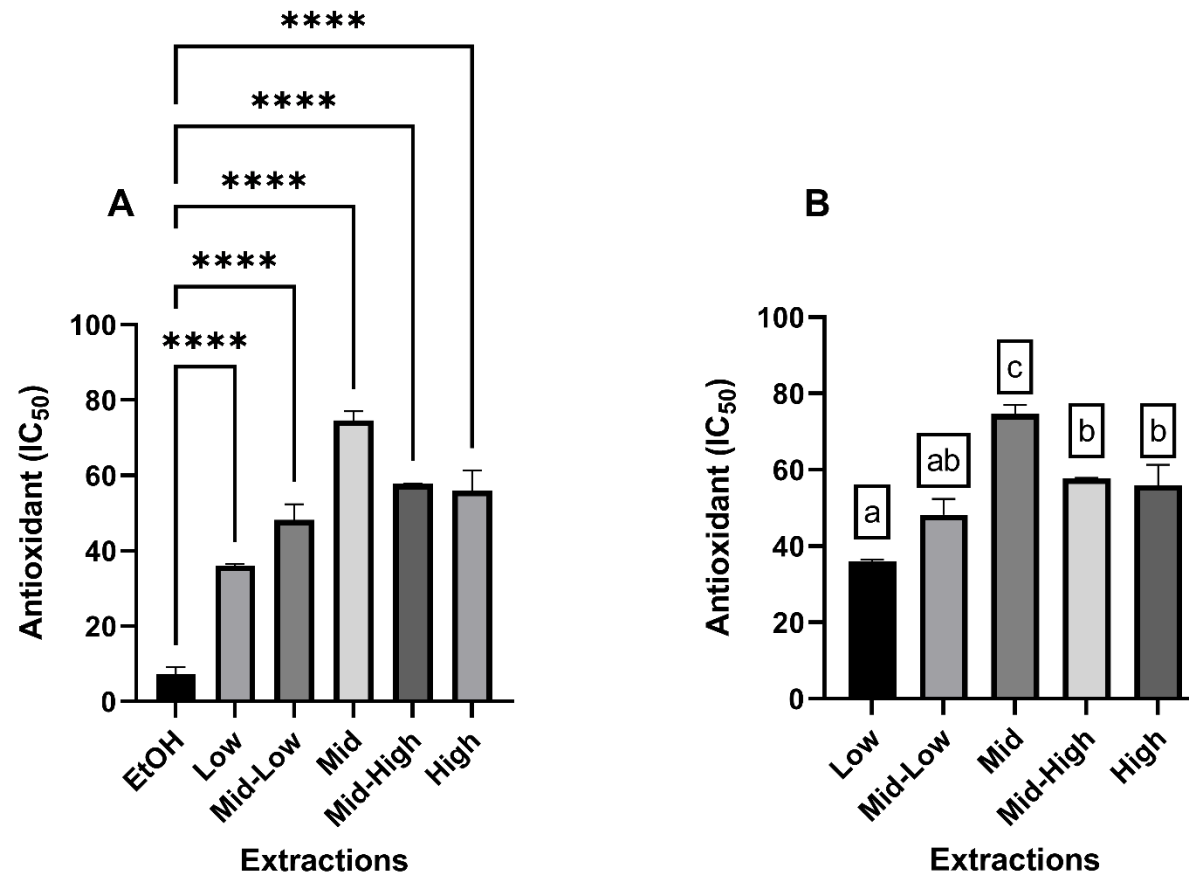 A
****
****
****
****
****
100
80
60
40
20
0
Antioxidant (IC50)
EtOH
Low
Mid-Low
Mid
Mid-High
High
Extractions
B
100
80
60
40
20
0
Antioxidant (IC50)
a
ab
c
b
b
Low
Mid-Low
Mid
Mid-High
High
Extractions